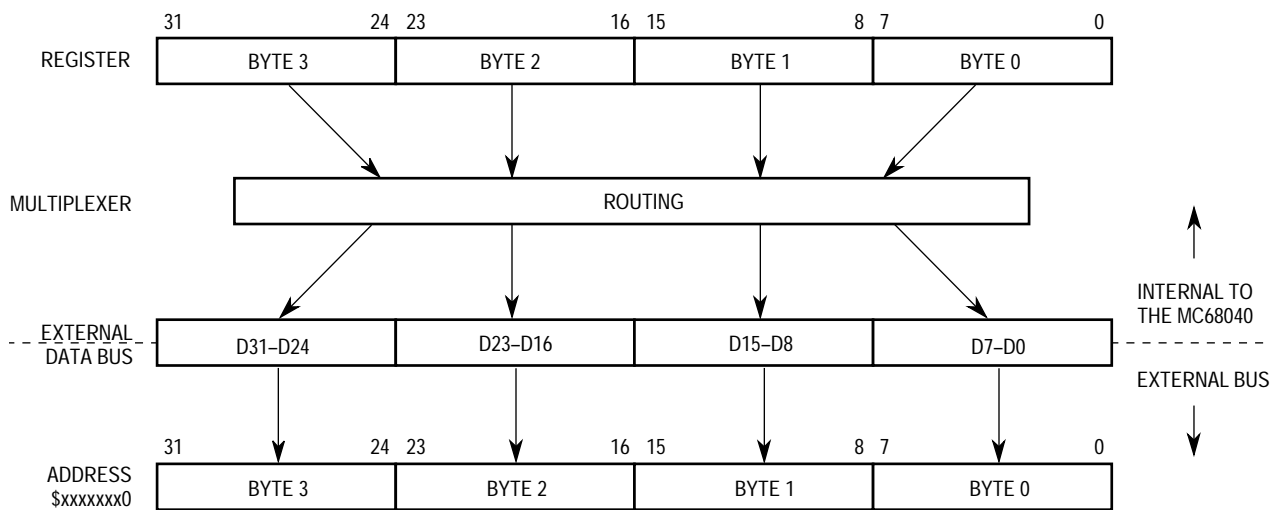 31 24 23 16 15 8 7 0
REGISTER BYTE 3 BYTE 2 BYTE 1 BYTE 0
MULTIPLEXER ROUTING
INTERNAL TO
THE MC68040
EXTERNAL
DATA BUS
D31–D24 D23–D16 D15–D8 D7–D0
EXTERNAL BUS
31 24 23 16 15 8 7 0
ADDRESS
$xxxxxxx0
BYTE 3 BYTE 2 BYTE 1 BYTE 0